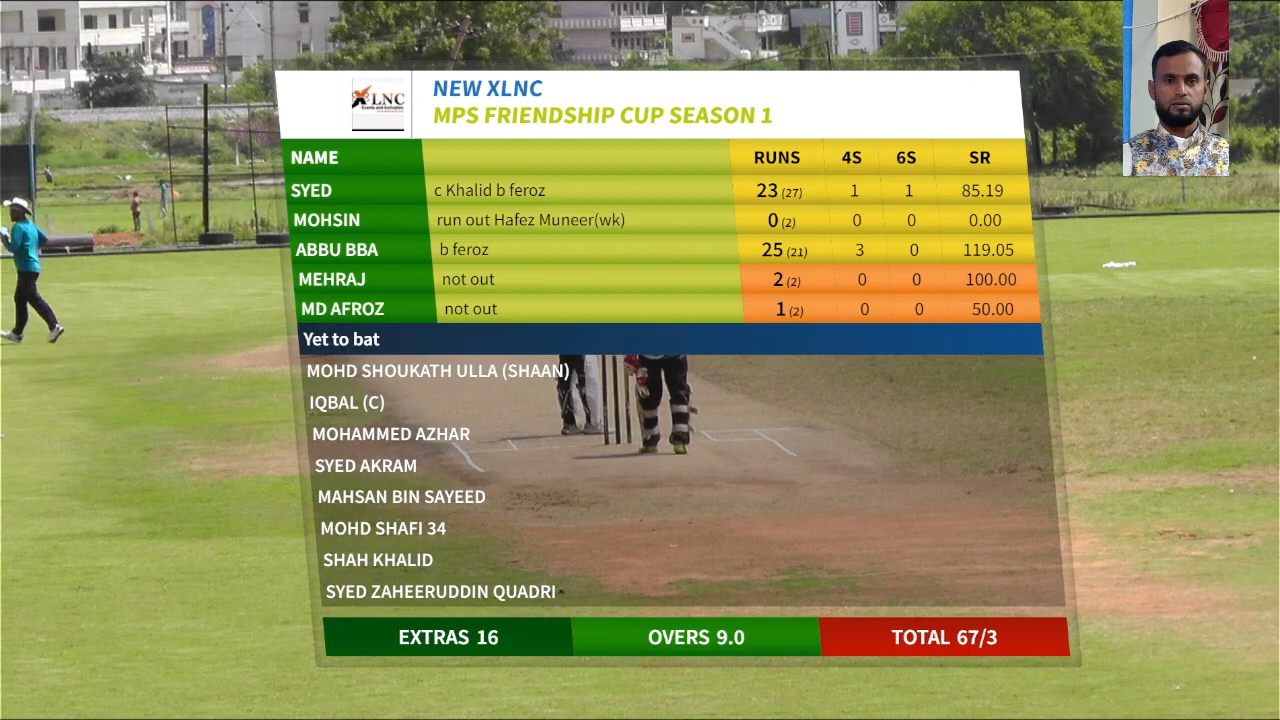 XLNC
Events and Activation
NEW XLNC
MPS FRIENDSHIP CUP SEASON 1
NAME RUNS 4S 6S SR
SYED c Khalid b feroz 23 (27) 1 1 85.19
MOHSIN run out Hafez Muneer(wk) 0 (2) 0 0 0.00
ABBU BBA b feroz 25 (21) 3 0 119.05
MEHRAJ not out 2 (2) 0 0 100.00
MD AFROZ not out 1 (2) 0 0 50.00
Yet to bat
MOHD SHOUKATH ULLA (SHAAN)
IQBAL (C)
MOHAMMED AZHAR
SYED AKRAM
MAHSAN BIN SAYEED
MOHD SHAFI 34
SHAH KHALID
SYED ZAHEERUDDIN QUADRI
EXTRAS 16 OVERS 9.0 TOTAL 67/3